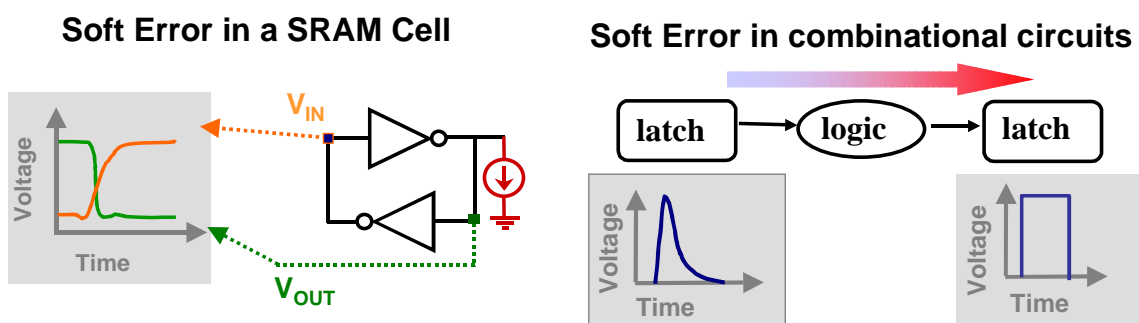 Soft Error in a SRAM Cell
VIN
Voltage
Time
VOUT
Soft Error in combinational circuits
latch
logic
latch
Voltage
Time
Voltage
Time